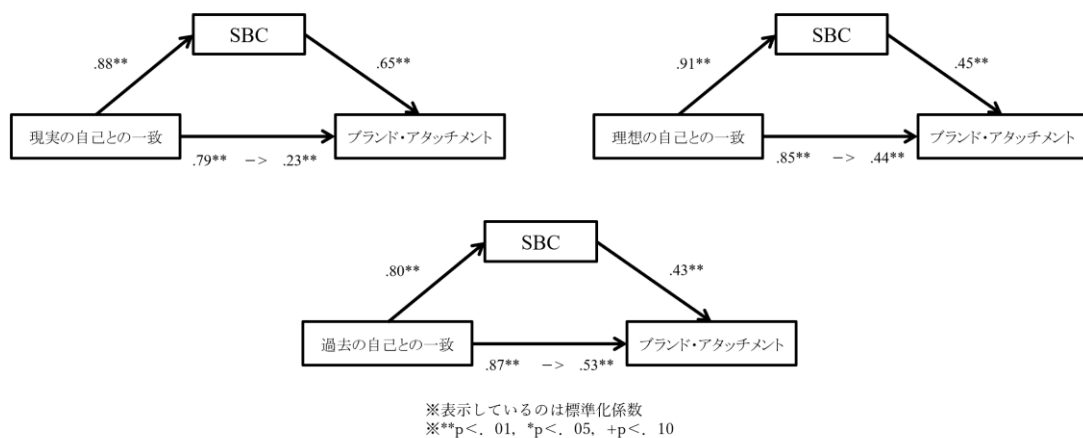 SBC
.88**
.65**
現実の自己との一致
ブランド・アタッチメント
.79** −> .23**
SBC
.91**
.45**
理想の自己との一致
ブランド・アタッチメント
.85** −> .44**
SBC
.80**
.43**
過去の自己との一致
ブランド・アタッチメント
.87** −> .53**
※表示しているのは標準化係数
※**p<. 01, *p<. 05, +p<. 10